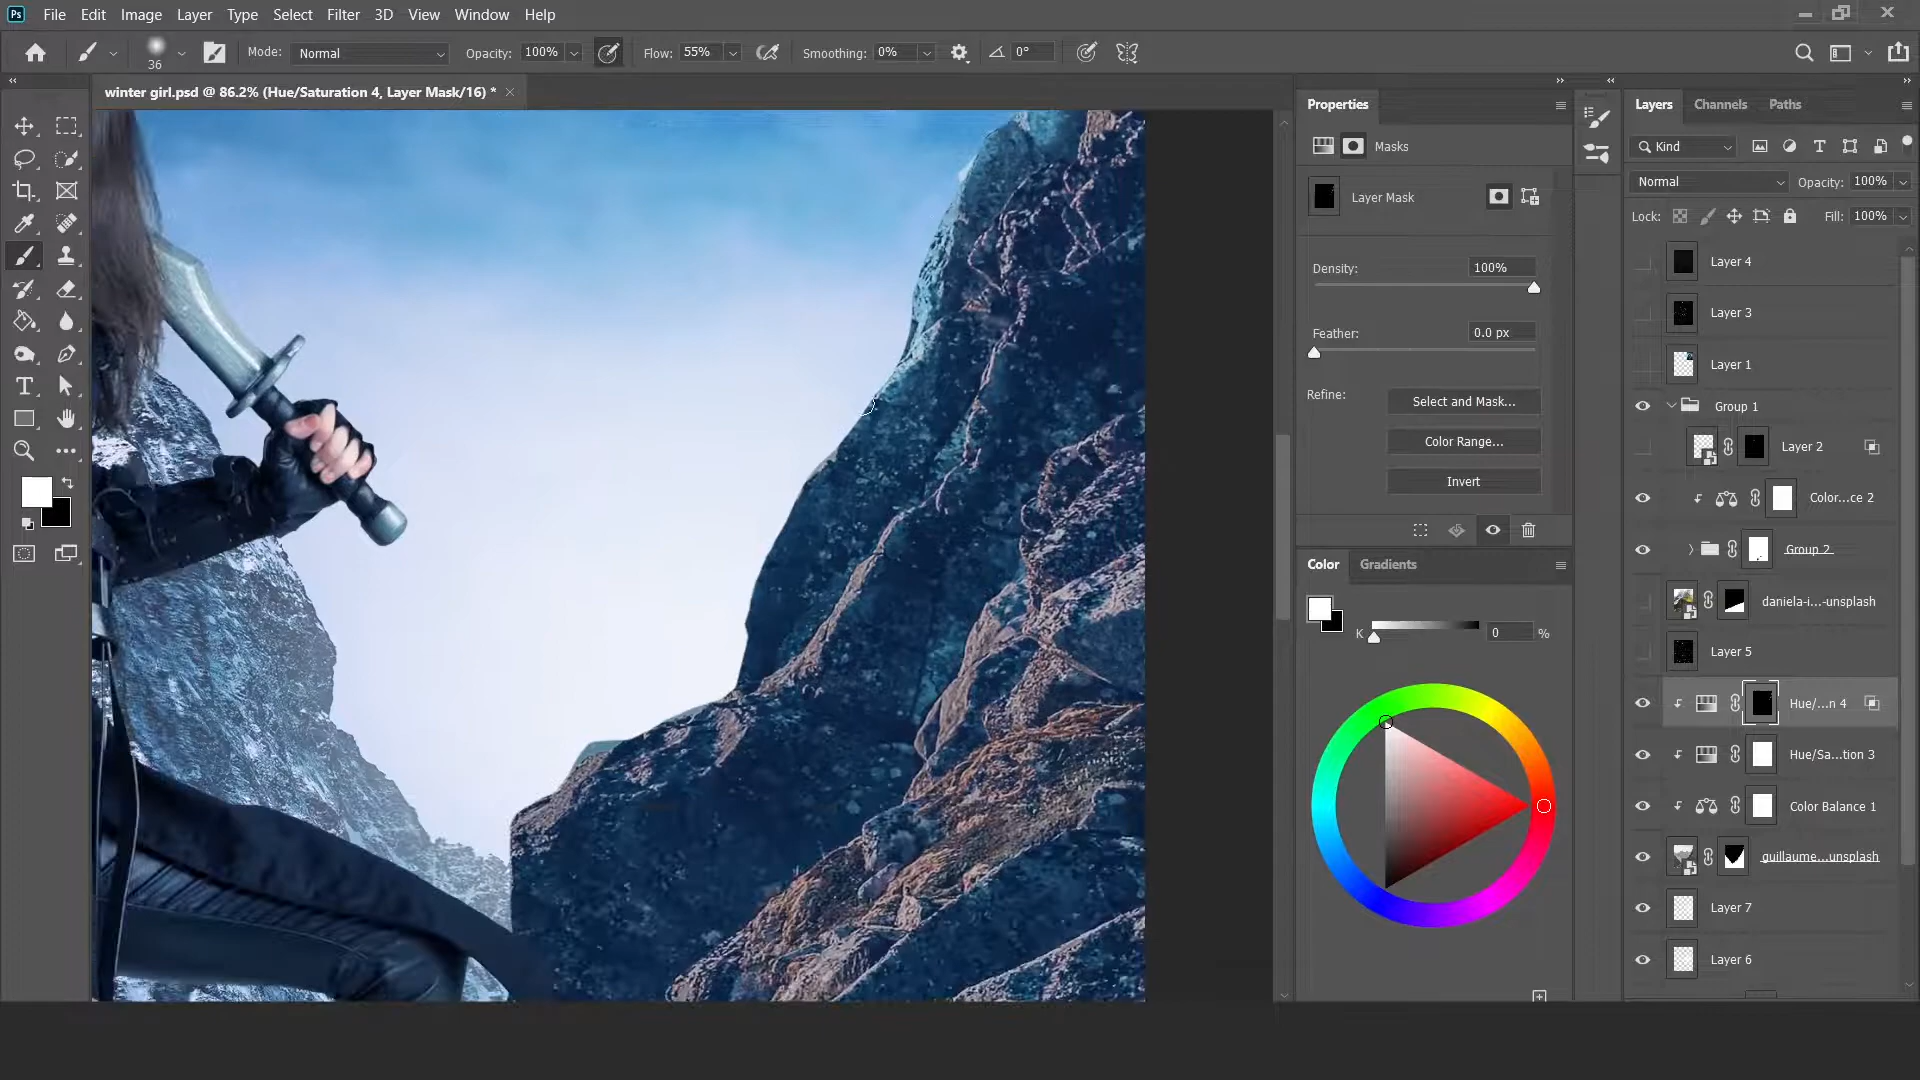 Ps File Edit Image Layer Type Select Filter 3D View Window Help
36 Mode: Normal Opacity: 100% Flow: 55% Smoothing: 0% 0°
winter girl.psd @ 86.2% (Hue/Saturation 4, Layer Mask/16) *
Properties
Masks
Layer Mask
Density: 100%
Feather: 0.0 px
Refine: Select and Mask...
Color Range...
Invert
Color Gradients
K 0 %
Layers Channels Paths
Kind
Normal Opacity: 100%
Lock: Fill: 100%
Layer 4
Layer 3
Layer 1
Group 1
Layer 2
Color...ce 2
Group 2
daniela-i...-unsplash
Layer 5
Hue/...n 4
Hue/Sa...tion 3
Color Balance 1
guillaume...unsplash
Layer 7
Layer 6